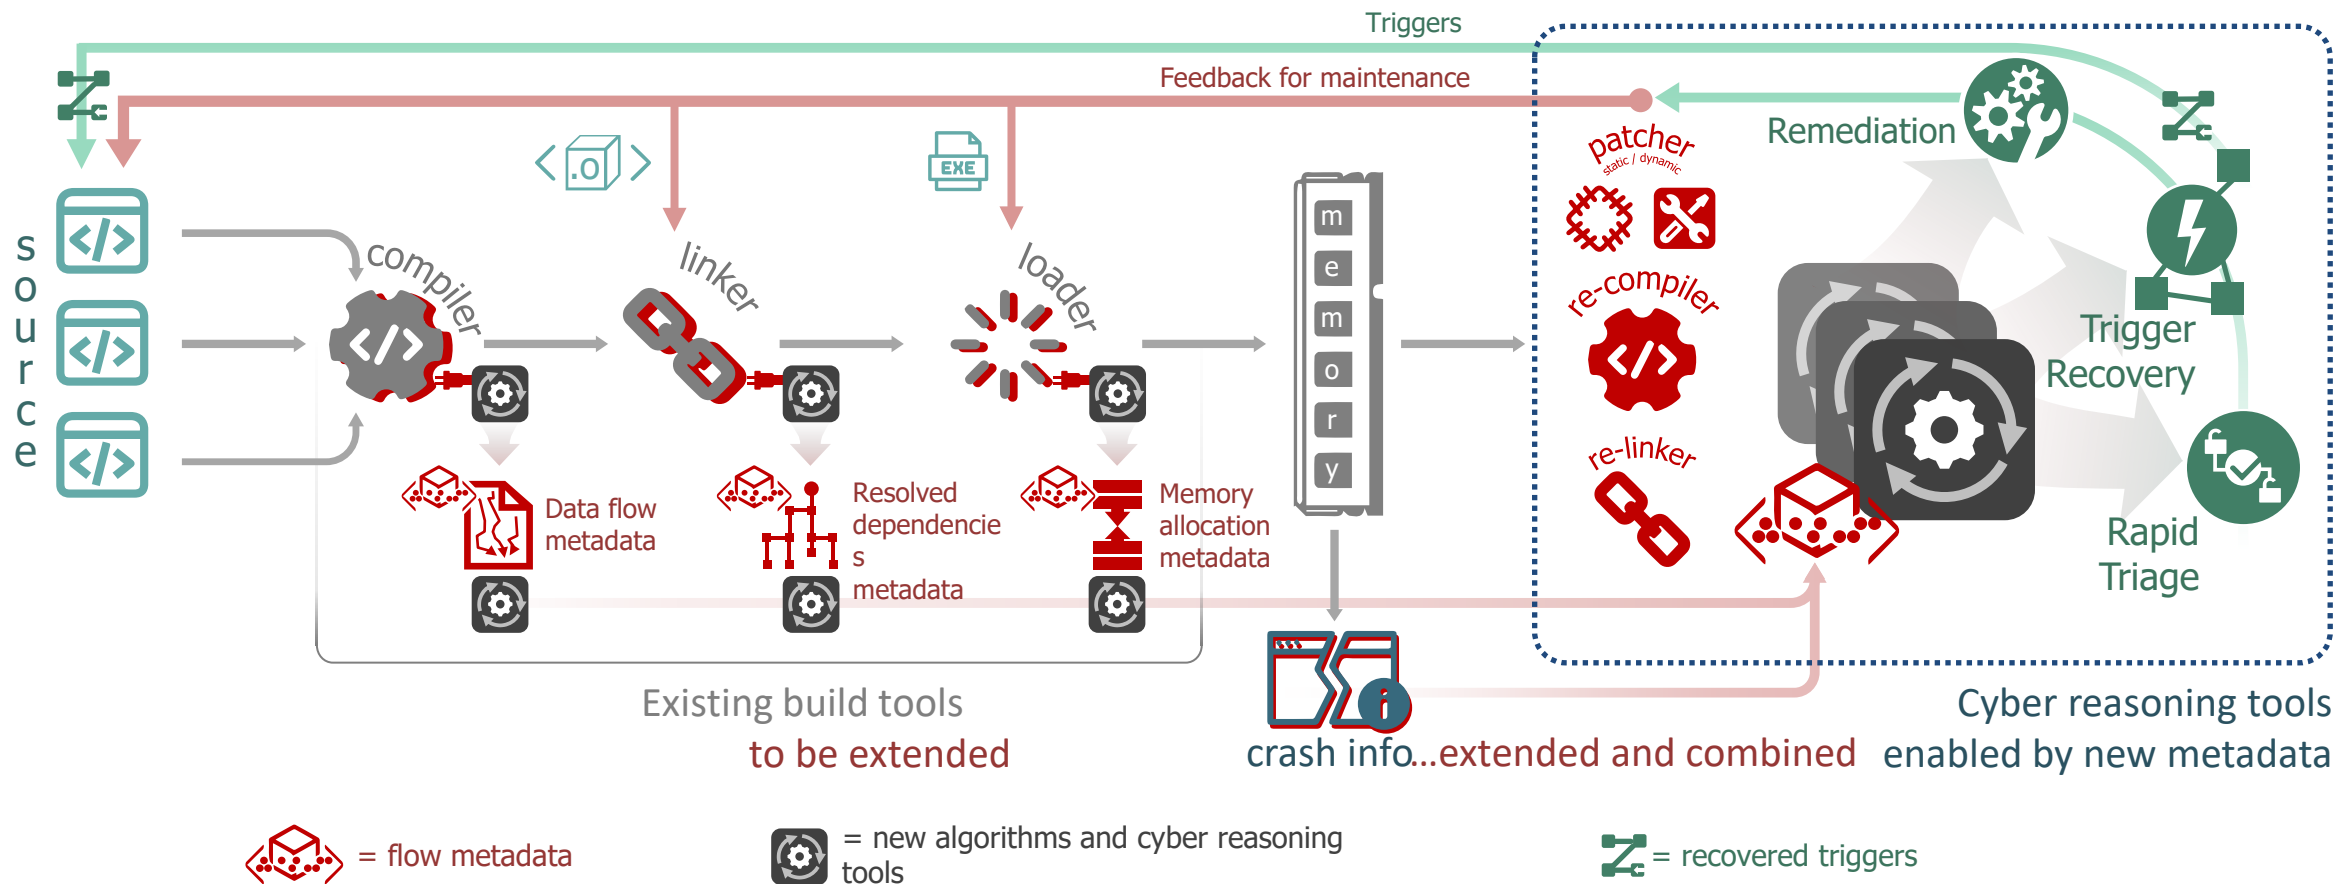 Triggers
Feedback for maintenance
source
</>
</>
</>
compiler
</>
.o
linker
EXE
loader
memory
patcher
static / dynamic
re-compiler
</>
re-linker
Remediation
Trigger
Recovery
Rapid
Triage
Data flow
metadata
Resolved
dependencie
s
metadata
Memory
allocation
metadata
Existing build tools
to be extended
i
crash info...extended and combined
Cyber reasoning tools
enabled by new metadata
= flow metadata
= new algorithms and cyber reasoning
tools
= recovered triggers